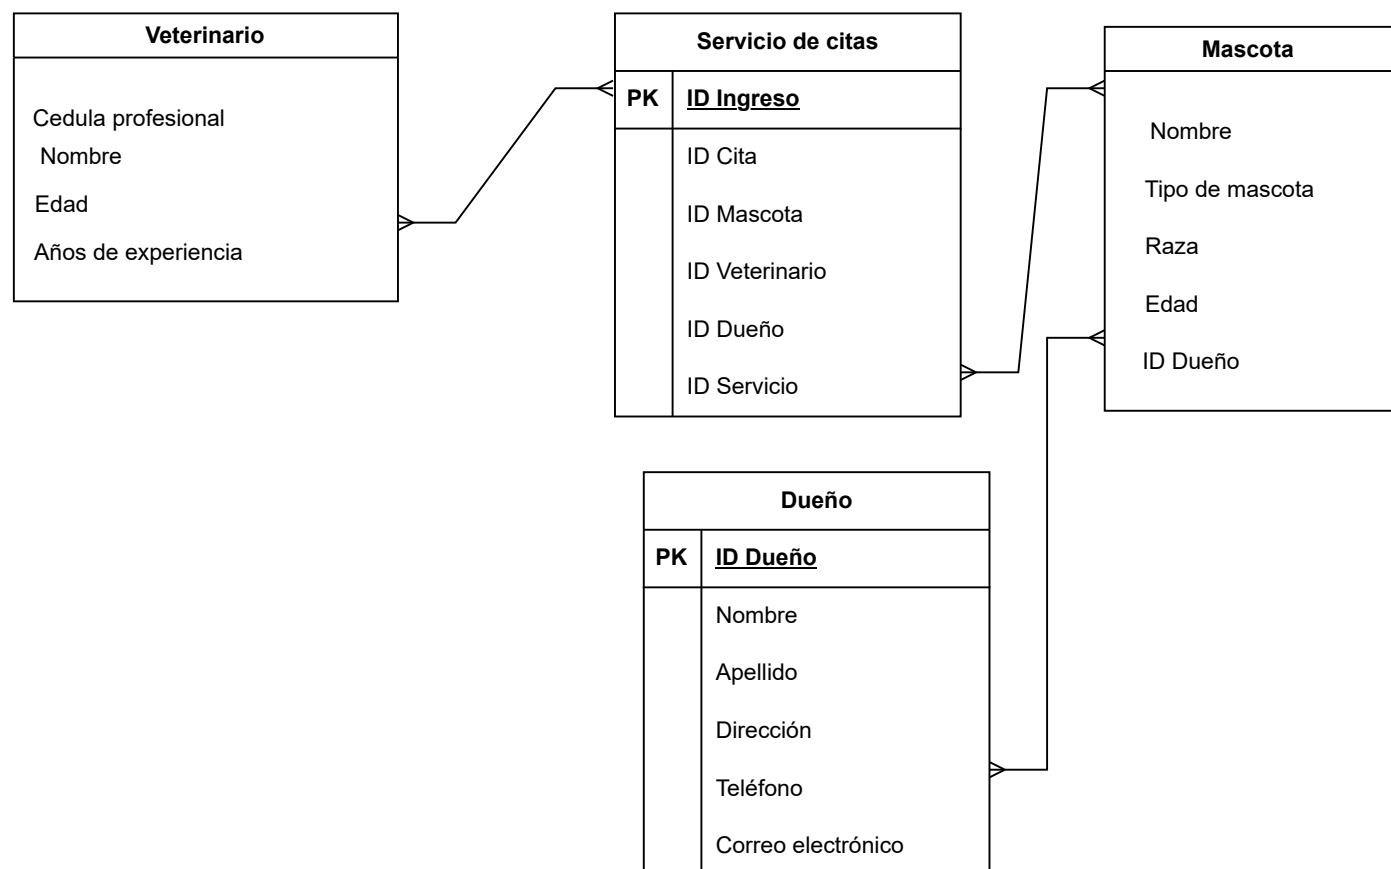 Veterinario
Cedula profesional
Nombre
Edad
Años de experiencia
Servicio de citas
PK ID Ingreso
ID Cita
ID Mascota
ID Veterinario
ID Dueño
ID Servicio
Mascota
Nombre
Tipo de mascota
Raza
Edad
ID Dueño
Dueño
PK ID Dueño
Nombre
Apellido
Dirección
Teléfono
Correo electrónico